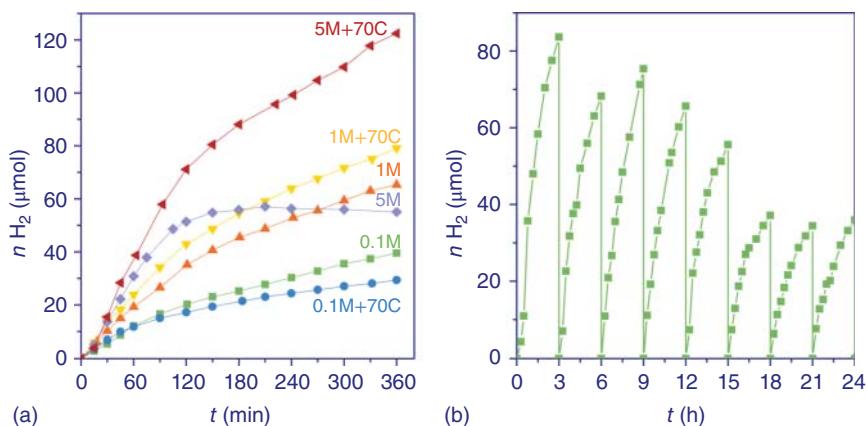 120
100
80
60
40
20
0
n H₂ (μmol)
5M+70C
1M+70C
1M
5M
0.1M
0.1M+70C
0 60 120 180 240 300 360
(a) t (min)
80
60
40
20
0
n H₂ (μmol)
0 3 6 9 12 15 18 21 24
(b) t (h)